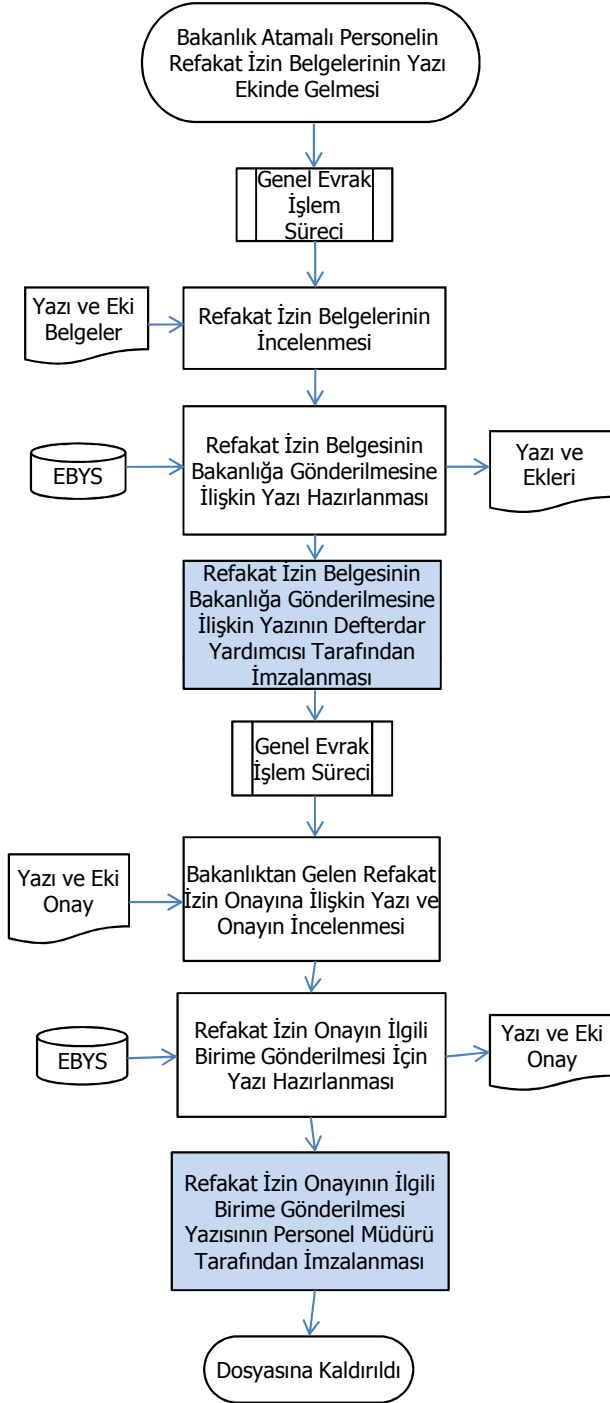 Bakanlık Atamalı Personelin
Refakat İzin Belgelerinin Yazı
Ekinde Gelmesi
Genel Evrak
İşlem
Süreci
Yazı ve Eki
Belgeler
Refakat İzin Belgelerinin
İncelenmesi
EBYS
Refakat İzin Belgesinin
Bakanlığa Gönderilmesine
İlişkin Yazı Hazırlanması
Yazı ve
Ekleri
Refakat İzin Belgesinin
Bakanlığa Gönderilmesine
İlişkin Yazının Defterdar
Yardımcısı Tarafından
İmzalanması
Genel Evrak
İşlem Süreci
Yazı ve Eki
Onay
Bakanlıktan Gelen Refakat
İzin Onayına İlişkin Yazı ve
Onayın İncelenmesi
EBYS
Refakat İzin Onayın İlgili
Birime Gönderilmesi İçin
Yazı Hazırlanması
Yazı ve Eki
Onay
Refakat İzin Onayının İlgili
Birime Gönderilmesi
Yazısının Personel Müdürü
Tarafından İmzalanması
Dosyasına Kaldırıldı